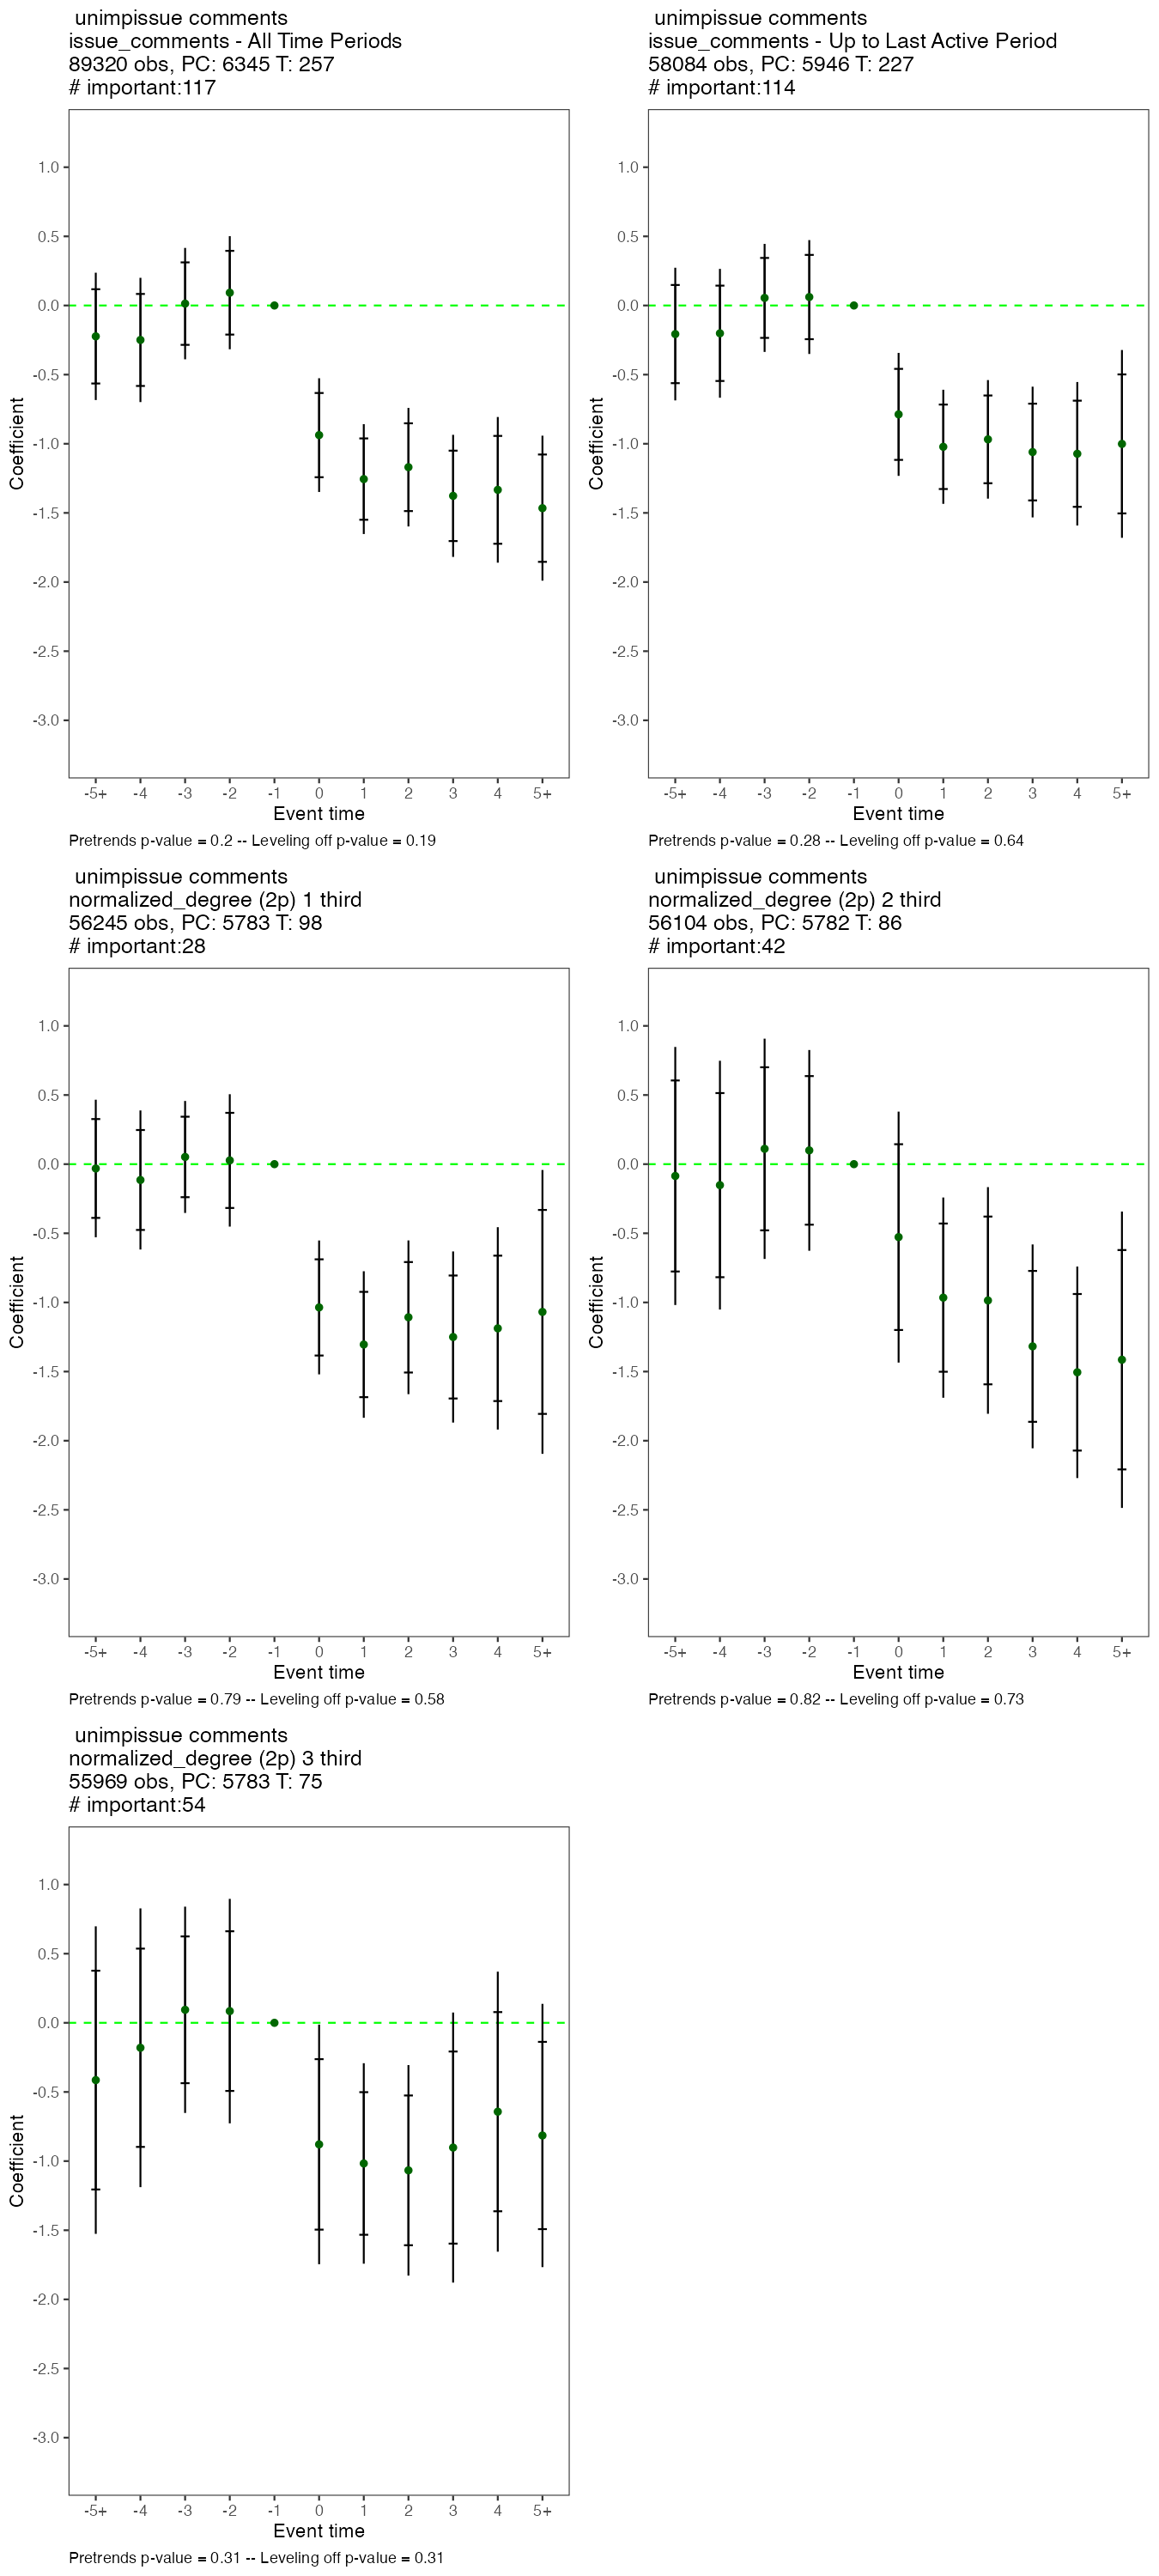 unimpissue comments
issue_comments - All Time Periods
89320 obs, PC: 6345 T: 257
# important:117
1.0
0.5
0.0
-0.5
-1.0
-1.5
-2.0
-2.5
-3.0
Coefficient
-5+ -4 -3 -2 -1 0 1 2 3 4 5+
Event time
Pretrends p-value = 0.2 -- Leveling off p-value = 0.19
unimpissue comments
issue_comments - Up to Last Active Period
58084 obs, PC: 5946 T: 227
# important:114
1.0
0.5
0.0
-0.5
-1.0
-1.5
-2.0
-2.5
-3.0
Coefficient
-5+ -4 -3 -2 -1 0 1 2 3 4 5+
Event time
Pretrends p-value = 0.28 -- Leveling off p-value = 0.64
unimpissue comments
normalized_degree (2p) 1 third
56245 obs, PC: 5783 T: 98
# important:28
1.0
0.5
0.0
-0.5
-1.0
-1.5
-2.0
-2.5
-3.0
Coefficient
-5+ -4 -3 -2 -1 0 1 2 3 4 5+
Event time
Pretrends p-value = 0.79 -- Leveling off p-value = 0.58
unimpissue comments
normalized_degree (2p) 2 third
56104 obs, PC: 5782 T: 86
# important:42
1.0
0.5
0.0
-0.5
-1.0
-1.5
-2.0
-2.5
-3.0
Coefficient
-5+ -4 -3 -2 -1 0 1 2 3 4 5+
Event time
Pretrends p-value = 0.82 -- Leveling off p-value = 0.73
unimpissue comments
normalized_degree (2p) 3 third
55969 obs, PC: 5783 T: 75
# important:54
1.0
0.5
0.0
-0.5
-1.0
-1.5
-2.0
-2.5
-3.0
Coefficient
-5+ -4 -3 -2 -1 0 1 2 3 4 5+
Event time
Pretrends p-value = 0.31 -- Leveling off p-value = 0.31